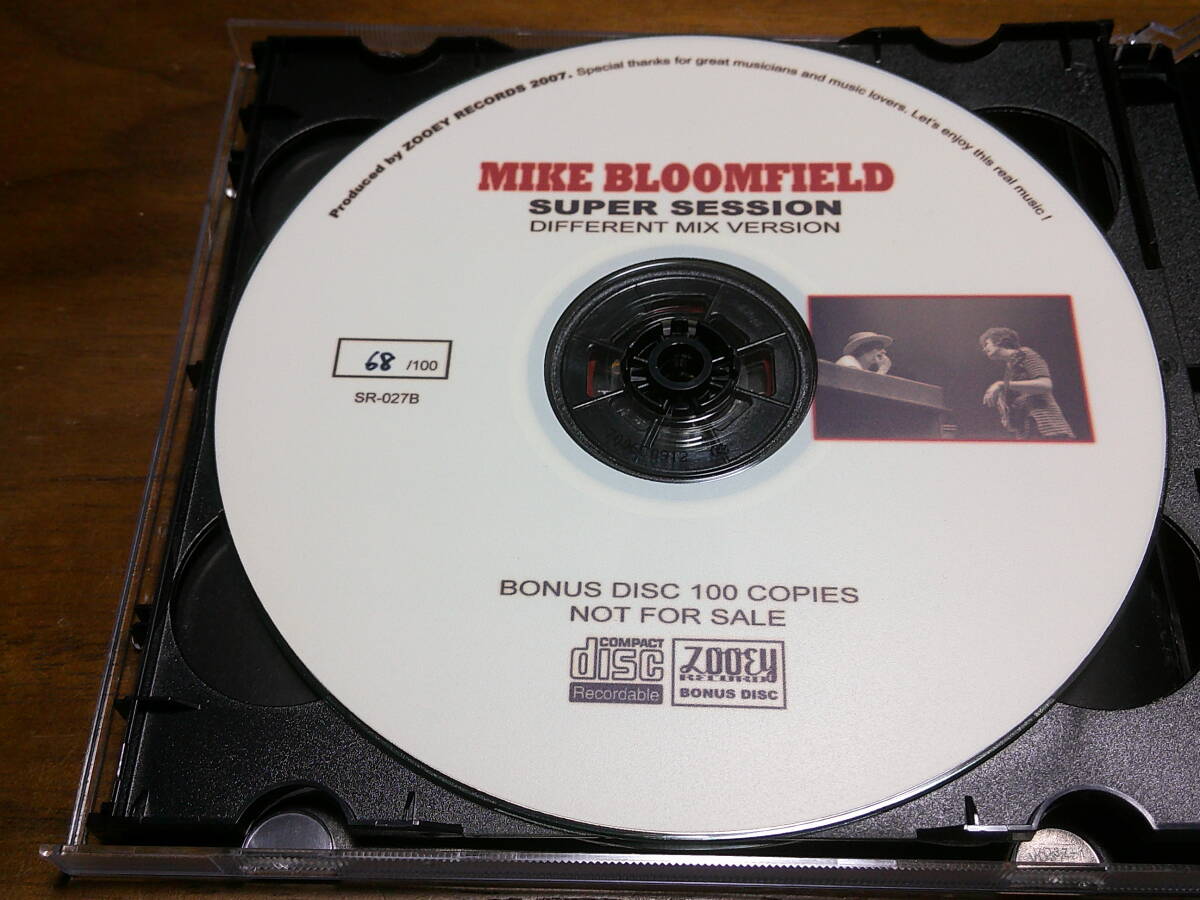 Produced by ZOOEY RECORDS 2007. Special thanks for great musicians and music lovers. Let's enjoy this real music!
MIKE BLOOMFIELD
SUPER SESSION
DIFFERENT MIX VERSION
68 /100
SR-027B
BONUS DISC 100 COPIES
NOT FOR SALE
COMPACT
disc
Recordable
ZOOEY
RECORDS
BONUS DISC